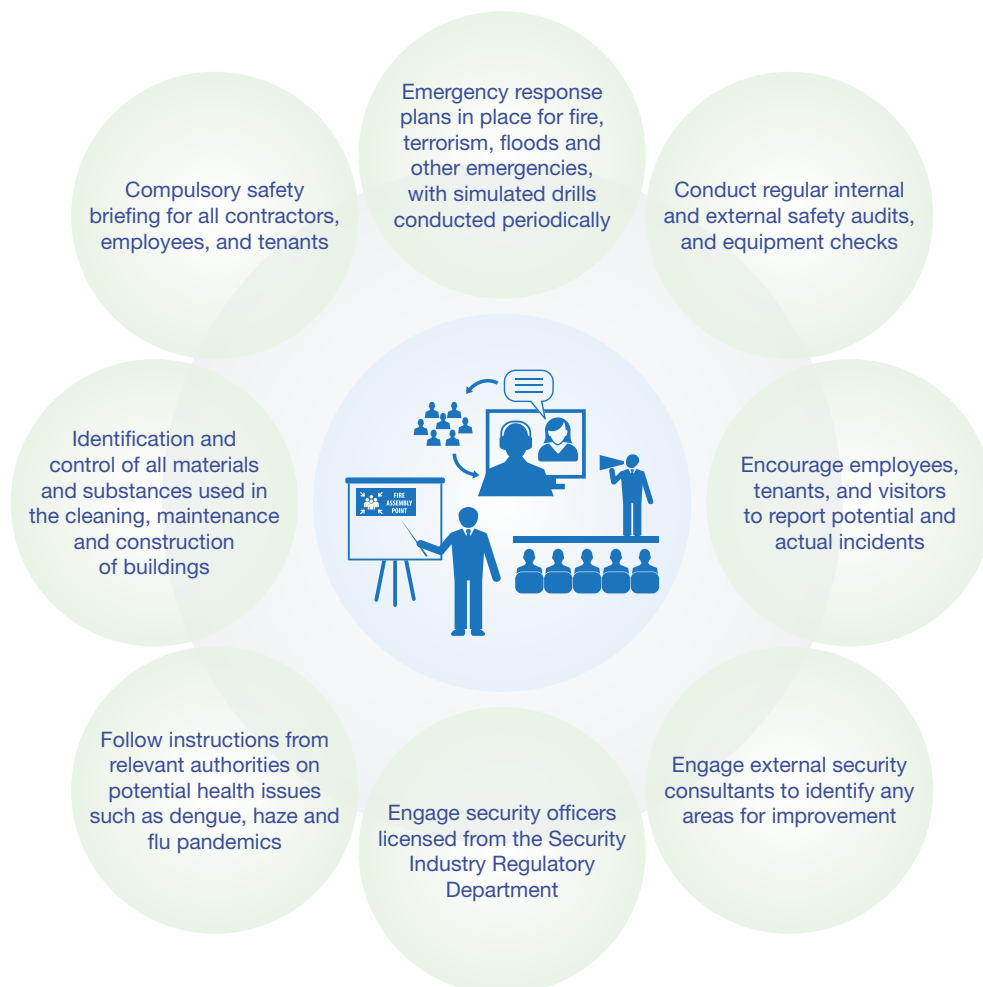 Emergency response
plans in place for fire,
terrorism, floods and
other emergencies,
with simulated drills
conducted periodically
Conduct regular internal
and external safety audits,
and equipment checks
Encourage employees,
tenants, and visitors
to report potential and
actual incidents
Engage external security
consultants to identify any
areas for improvement
Engage security officers
licensed from the Security
Industry Regulatory
Department
Follow instructions from
relevant authorities on
potential health issues
such as dengue, haze and
flu pandemics
Identification and
control of all materials
and substances used in
the cleaning, maintenance
and construction
of buildings
Compulsory safety
briefing for all contractors,
employees, and tenants
FIRE
ASSEMBLY
POINT